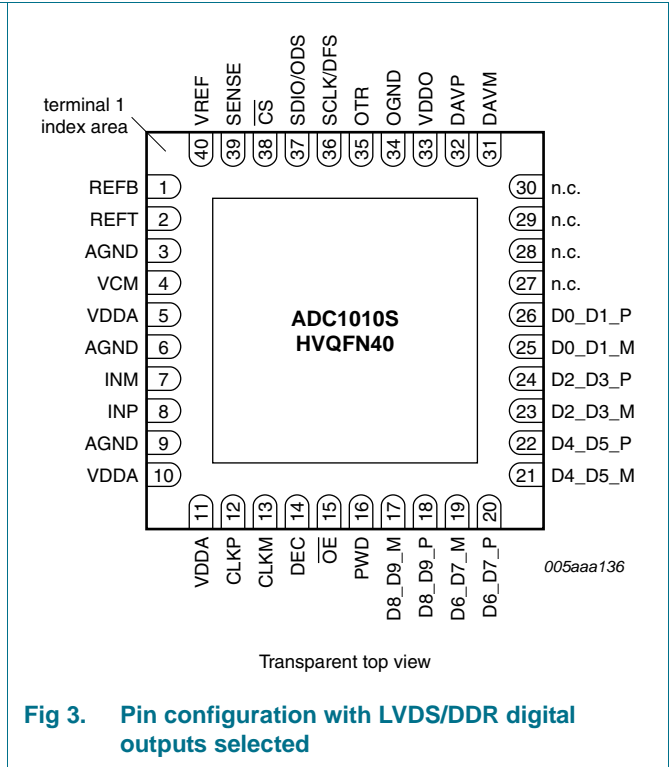 terminal 1
index area
VREF
SENSE
CS
SDIO/ODS
SCLK/DFS
OTR
OGND
VDDO
DAVP
DAVM
40
39
38
37
36
35
34
33
32
31
REFB 1
REFT 2
AGND 3
VCM 4
VDDA 5
AGND 6
INM 7
INP 8
AGND 9
VDDA 10
ADC1010S
HVQFN40
30 n.c.
29 n.c.
28 n.c.
27 n.c.
26 D0_D1_P
25 D0_D1_M
24 D2_D3_P
23 D2_D3_M
22 D4_D5_P
21 D4_D5_M
11
12
13
14
15
16
17
18
19
20
VDDA
CLKP
CLKM
DEC
OE
PWD
D8_D9_M
D8_D9_P
D6_D7_M
D6_D7_P
005aaa136
Transparent top view
Fig 3. Pin configuration with LVDS/DDR digital
outputs selected